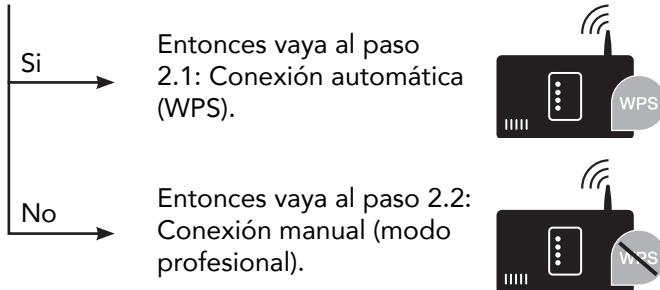 Si
Entonces vaya al paso
2.1: Conexión automática
(WPS).
WPS
No
Entonces vaya al paso 2.2:
Conexión manual (modo
profesional).
WPS